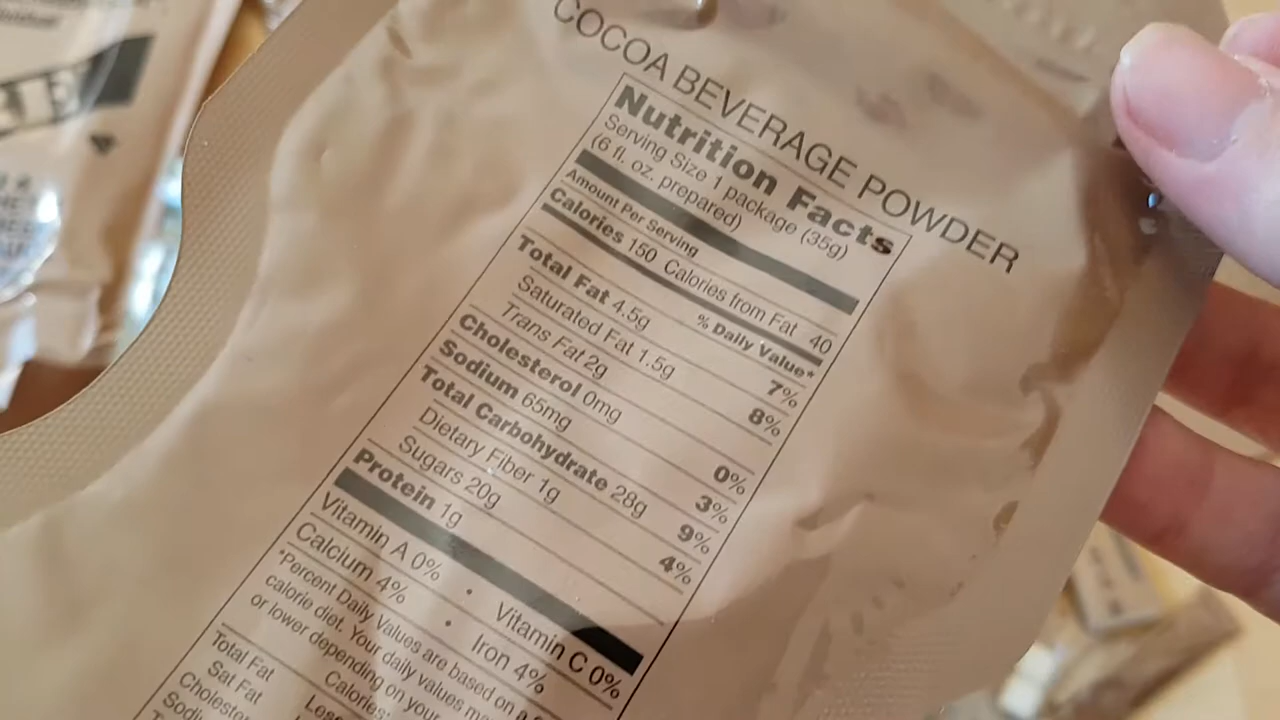 COCOA BEVERAGE POWDER
Nutrition Facts
Serving Size 1 package (35g)
(6 fl. oz. prepared)
Amount Per Serving
Calories 150 Calories from Fat 40
% Daily Value*
Total Fat 4.5g 7%
Saturated Fat 1.5g 8%
Trans Fat 2g
Cholesterol 0mg 0%
Sodium 65mg 3%
Total Carbohydrate 28g 9%
Dietary Fiber 1g 4%
Sugars 20g
Protein 1g
Vitamin A 0% • Vitamin C 0%
Calcium 4% • Iron 4%
*Percent Daily Values are based on a
calorie diet. Your daily values
or lower depending on your
Calories:
Total Fat
Sat Fat